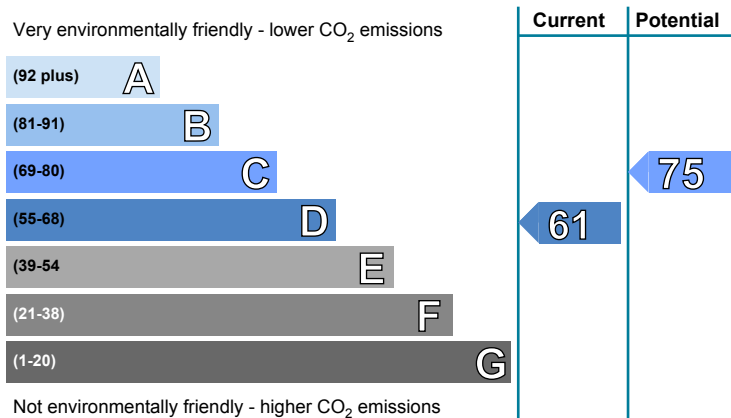 Very environmentally friendly - lower CO2 emissions
Current
Potential
(92 plus) A
(81-91) B
(69-80) C
75
(55-68) D
61
(39-54 E
(21-38) F
(1-20) G
Not environmentally friendly - higher CO2 emissions